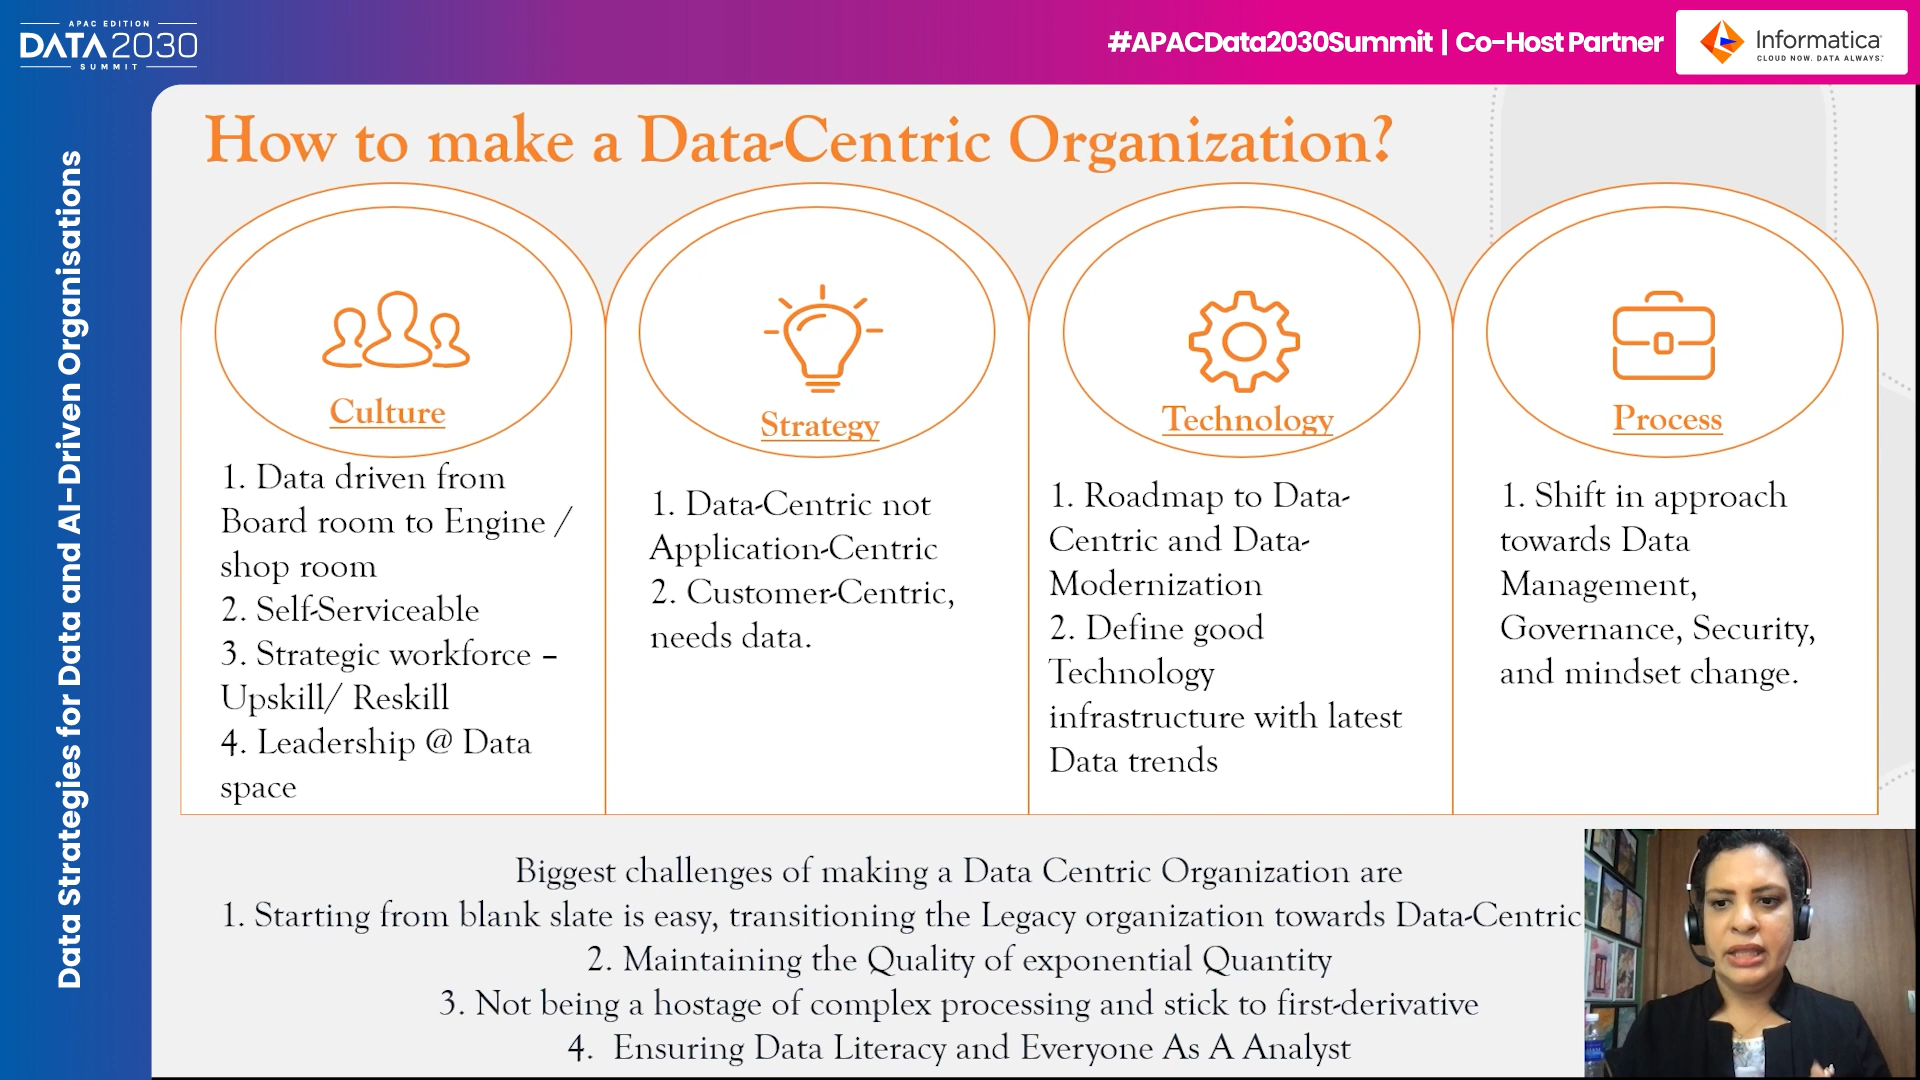 APAC EDITION
DATA2030
SUMMIT
#APACData2030Summit | Co-Host Partner
Informatica
CLOUD NOW. DATA ALWAYS.
Data Strategies for Data and AI-Driven Organisations
How to make a Data-Centric Organization?
Culture
1. Data driven from
Board room to Engine /
shop room
2. Self-Serviceable
3. Strategic workforce –
Upskill/ Reskill
4. Leadership @ Data
space
Strategy
1. Data-Centric not
Application-Centric
2. Customer-Centric,
needs data.
Technology
1. Roadmap to Data-
Centric and Data-
Modernization
2. Define good
Technology
infrastructure with latest
Data trends
Process
1. Shift in approach
towards Data
Management,
Governance, Security,
and mindset change.
Biggest challenges of making a Data Centric Organization are
1. Starting from blank slate is easy, transitioning the Legacy organization towards Data-Centric
2. Maintaining the Quality of exponential Quantity
3. Not being a hostage of complex processing and stick to first-derivative
4. Ensuring Data Literacy and Everyone As A Analyst